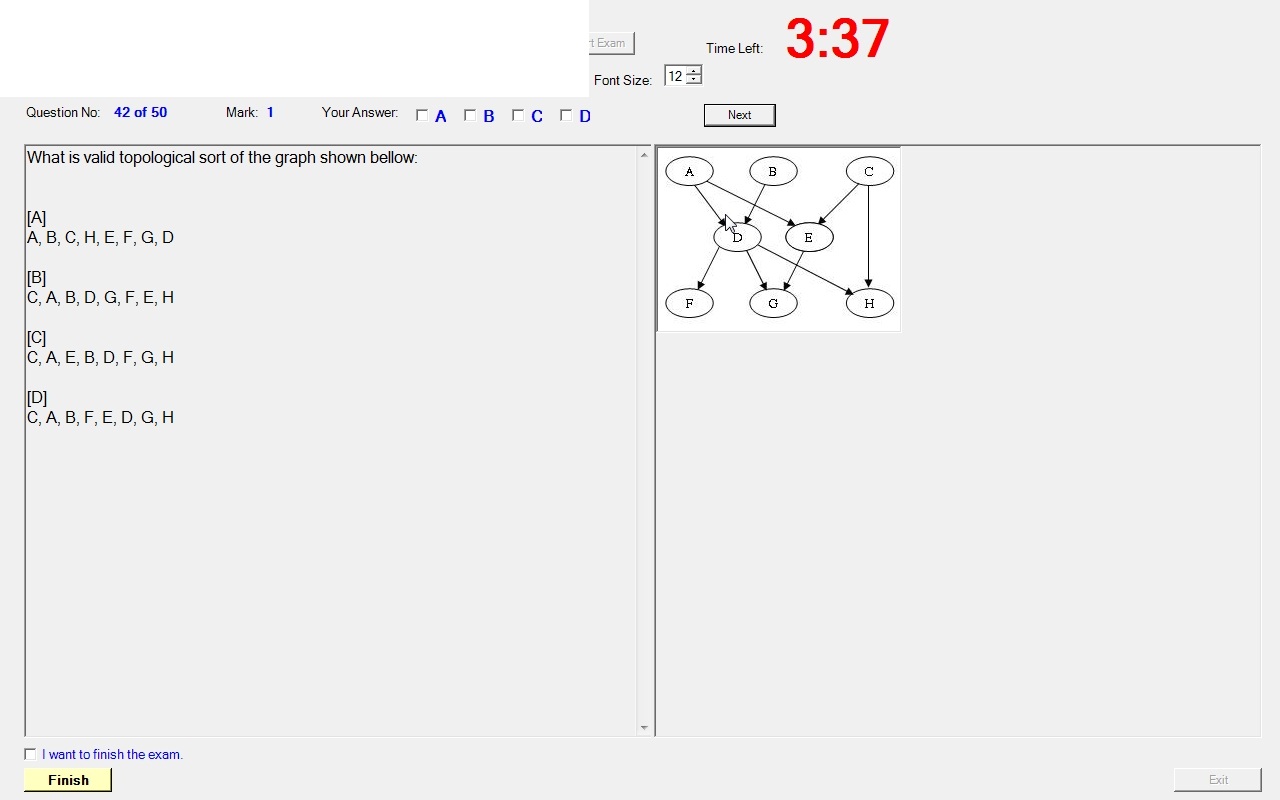 t Exam
Time Left: 3:37
Font Size: 12
Question No: 42 of 50 Mark: 1 Your Answer: A B C D Next
What is valid topological sort of the graph shown bellow:
[A]
A, B, C, H, E, F, G, D
[B]
C, A, B, D, G, F, E, H
[C]
C, A, E, B, D, F, G, H
[D]
C, A, B, F, E, D, G, H
A B C
D E
F G H
I want to finish the exam.
Finish Exit